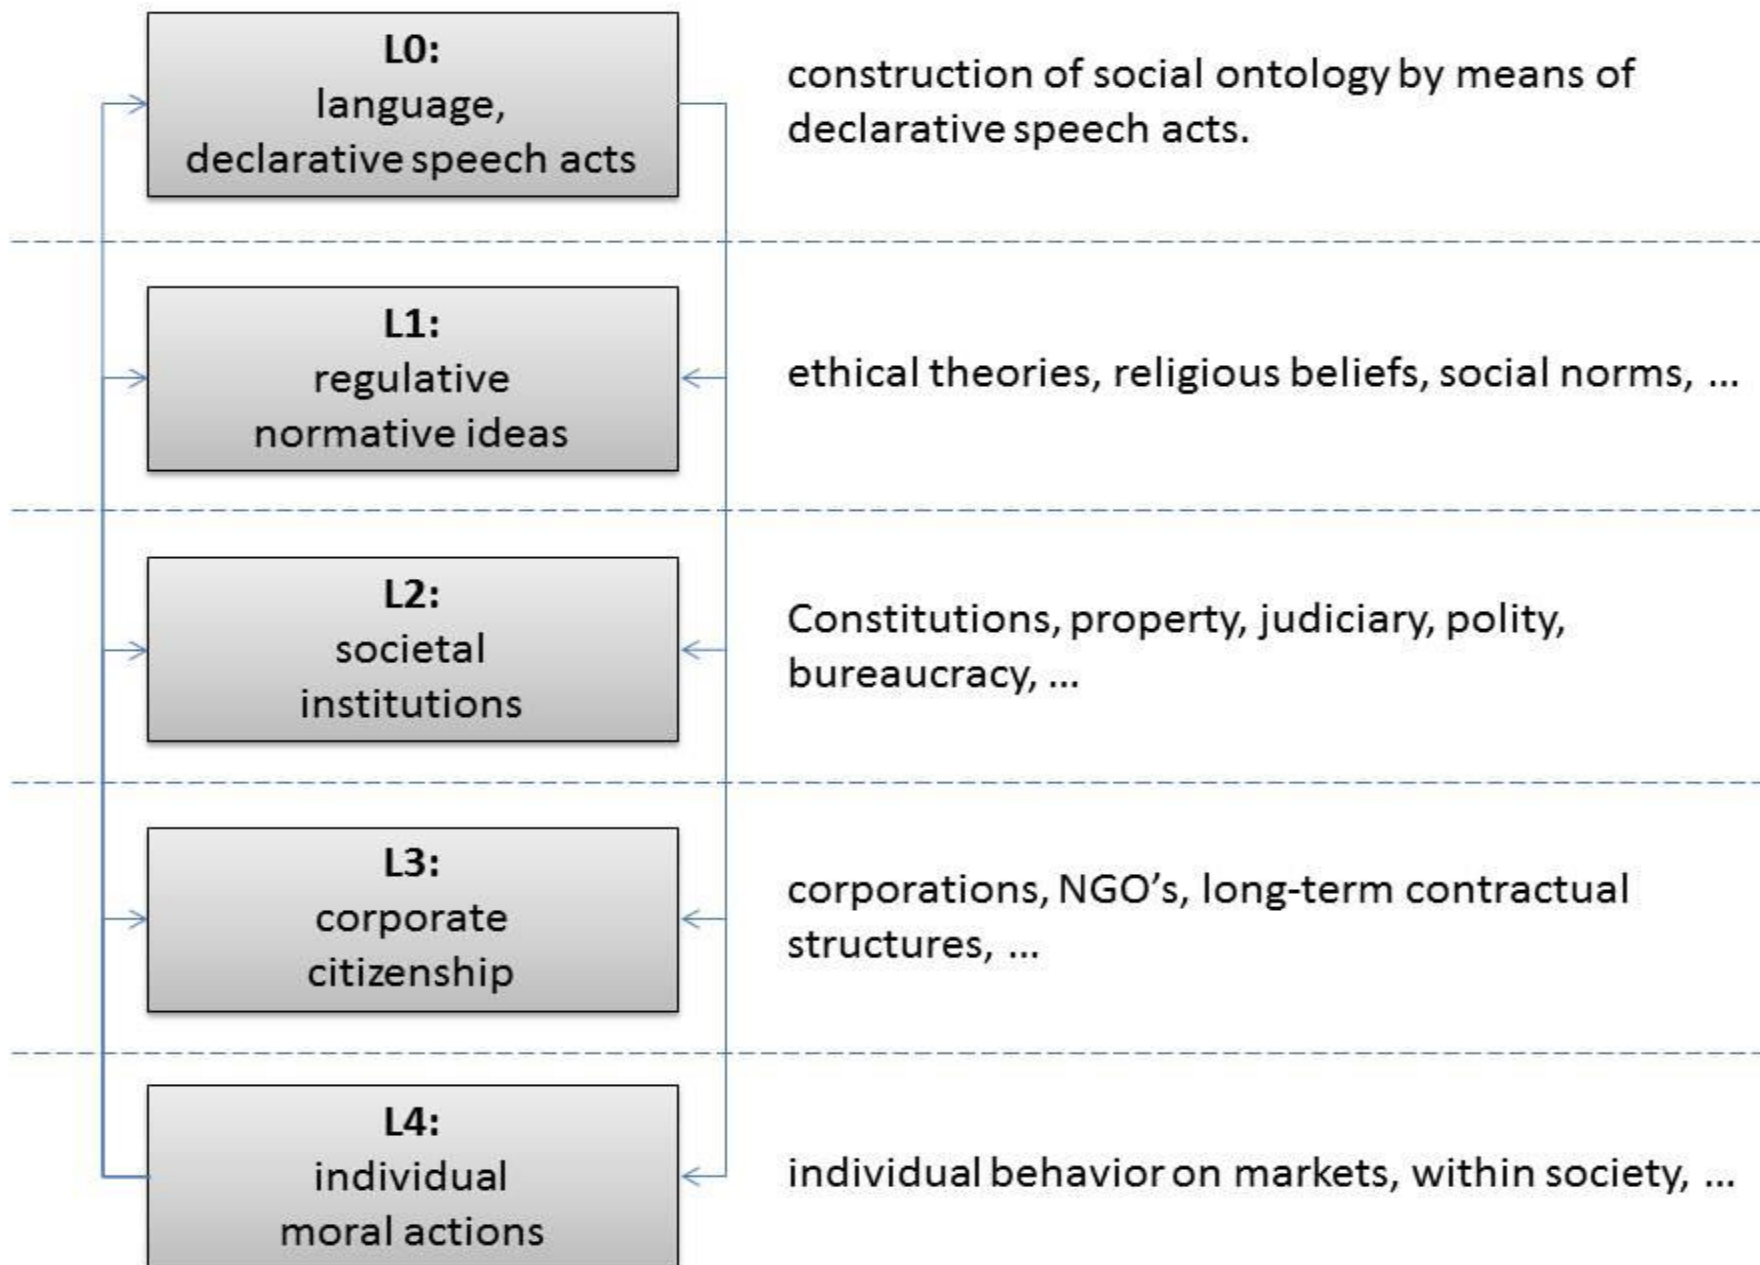 L0:
language,
declarative speech acts
construction of social ontology by means of
declarative speech acts.
L1:
regulative
normative ideas
ethical theories, religious beliefs, social norms, ...
L2:
societal
institutions
Constitutions, property, judiciary, polity,
bureaucracy, ...
L3:
corporate
citizenship
corporations, NGO's, long-term contractual
structures, ...
L4:
individual
moral actions
individual behavior on markets, within society, ...